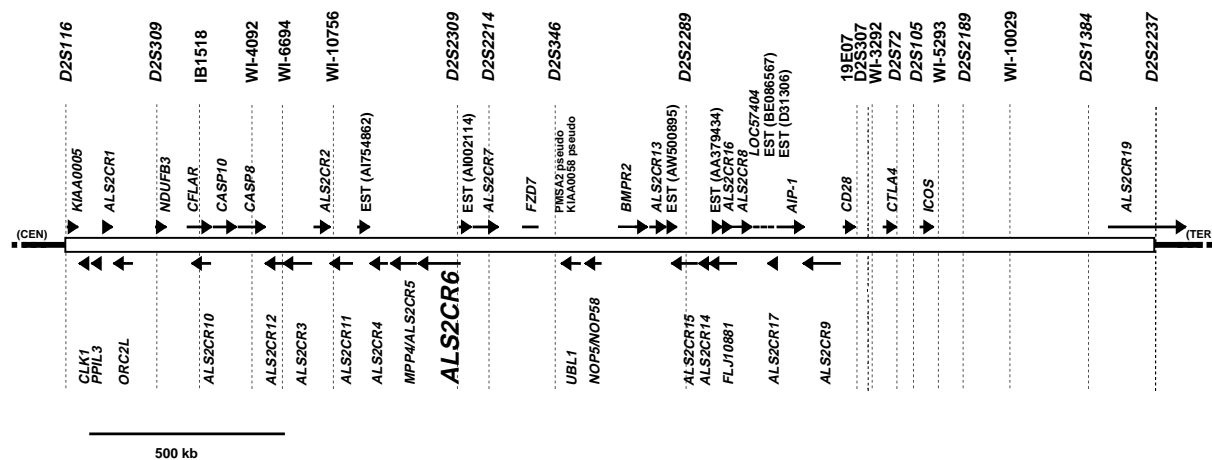 D2S116
D2S309
IB1518
WI-4092
WI-6694
WI-10756
D2S2309
D2S2214
D2S346
D2S2289
19E07
D2S307
WI-3292
D2S72
D2S105
WI-5293
D2S2189
WI-10029
D2S1384
D2S2237
KIAA0005
ALS2CR1
NDUFB3
CFLAR
CASP10
CASP8
ALS2CR2
EST (AI754862)
EST (AI002114)
ALS2CR7
FZD7
PMSA2 pseudo
KIAA0058 pseudo
BMPR2
ALS2CR13
EST (AW500895)
EST (AA379434)
ALS2CR16
ALS2CR8
LOC57404
EST (BE086567)
EST (D31306)
AIP-1
CD28
CTLA4
ICOS
ALS2CR19
(CEN)
(TER
CLK1
PPIL3
ORC2L
ALS2CR10
ALS2CR12
ALS2CR3
ALS2CR11
ALS2CR4
MPP4/ALS2CR5
ALS2CR6
UBL1
NOP5/NOP58
ALS2CR15
ALS2CR14
FLJ10881
ALS2CR17
ALS2CR9
500 kb